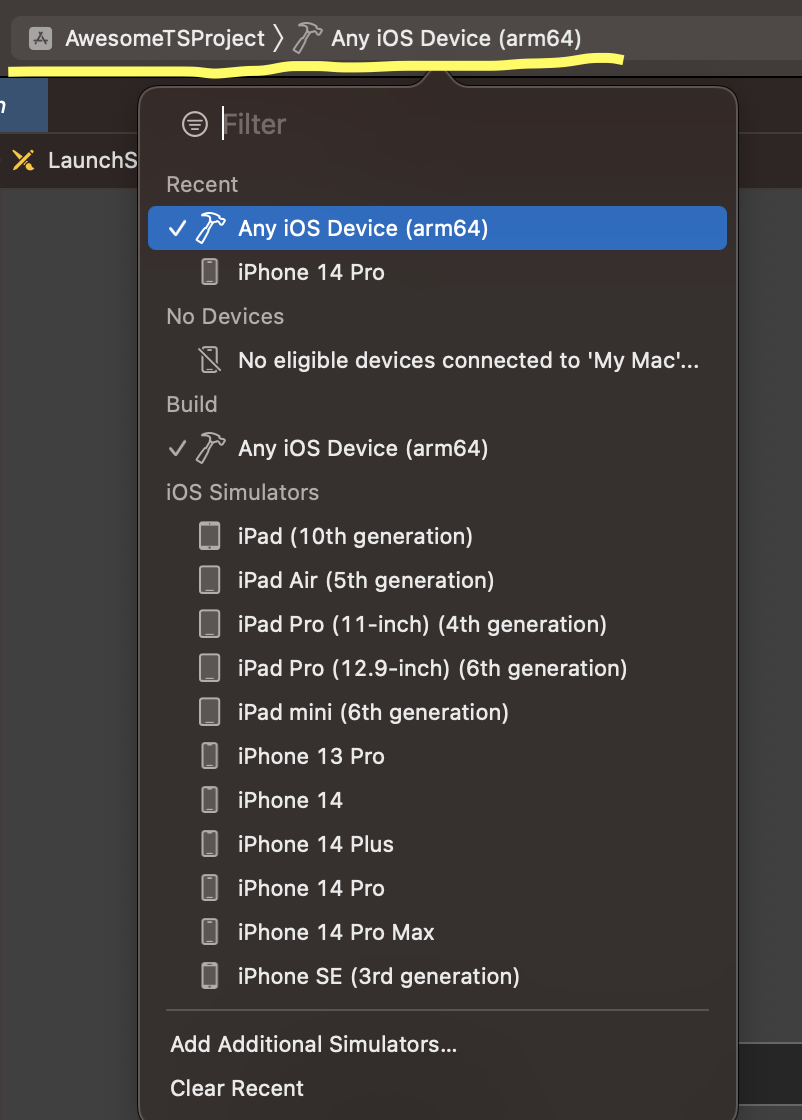 AwesomeTSProject
Any iOS Device (arm64)
n
Filter
LaunchS
Recent
Any iOS Device (arm64)
iPhone 14 Pro
No Devices
No eligible devices connected to 'My Mac'...
Build
Any iOS Device (arm64)
iOS Simulators
iPad (10th generation)
iPad Air (5th generation)
iPad Pro (11-inch) (4th generation)
iPad Pro (12.9-inch) (6th generation)
iPad mini (6th generation)
iPhone 13 Pro
iPhone 14
iPhone 14 Plus
iPhone 14 Pro
iPhone 14 Pro Max
iPhone SE (3rd generation)
Add Additional Simulators...
Clear Recent